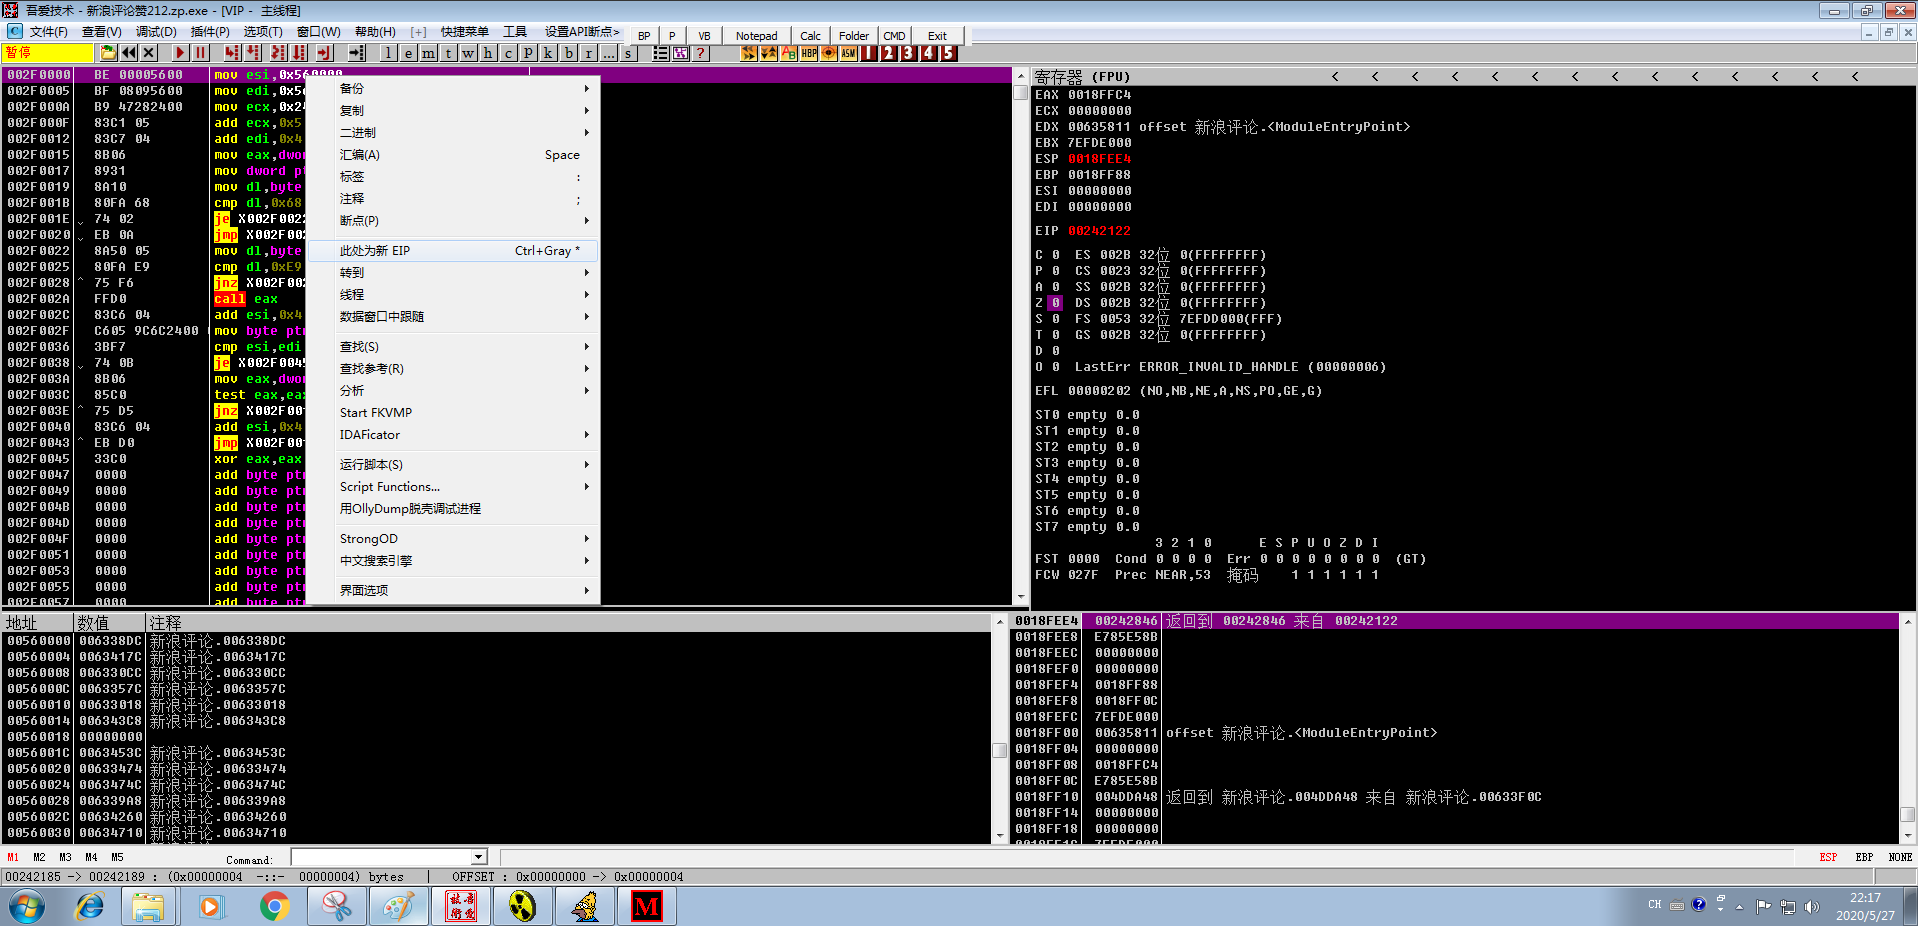 吾爱技术 - 新浪评论赞212.zp.exe - [VIP - 主线程]
文件(F) 查看(V) 调试(D) 插件(P) 选项(T) 窗口(W) 帮助(H) [+] 快捷菜单 工具 设置API断点> BP P VB Notepad Calc Folder CMD Exit
暂停 l e m t w h c p k b r ... s ? HBP ASM 1 2 3 4 5
002F0000 BE 00005600 mov esi,0x560000
002F0005 BF 08095600 mov edi,0x5
002F000A B9 47282400 mov ecx,0x2
002F000F 83C1 05 add ecx,0x5
002F0012 83C7 04 add edi,0x4
002F0015 8B06 mov eax,dwo
002F0017 8931 mov dword pt
002F0019 8A10 mov dl,byte
002F001B 80FA 68 cmp dl,0x68
002F001E 74 02 je X002F0022
002F0020 EB 0A jmp X002F00
002F0022 8A50 05 mov dl,byte
002F0025 80FA E9 cmp dl,0xE9
002F0028 ^ 75 F6 jnz X002F00
002F002A FFD0 call eax
002F002C 83C6 04 add esi,0x4
002F002F C605 9C6C2400 mov byte pt
002F0036 3BF7 cmp esi,edi
002F0038 74 0B je X002F0045
002F003A 8B06 mov eax,dwo
002F003C 85C0 test eax,ea
002F003E ^ 75 D5 jnz X002F00
002F0040 83C6 04 add esi,0x4
002F0043 ^ EB D0 jmp X002F00
002F0045 33C0 xor eax,eax
002F0047 0000 add byte pt
002F0049 0000 add byte pt
002F004B 0000 add byte pt
002F004D 0000 add byte pt
002F004F 0000 add byte pt
002F0051 0000 add byte pt
002F0053 0000 add byte pt
002F0055 0000 add byte pt
002F0057 0000 add byte pt
备份
复制
二进制
汇编(A) Space
标签 :
注释 ;
断点(P)
此处为新 EIP Ctrl+Gray *
转到
线程
数据窗口中跟随
查找(S)
查找参考(R)
分析
Start FKVMP
IDAFicator
运行脚本(S)
Script Functions...
用OllyDump脱壳调试进程
StrongOD
中文搜索引擎
界面选项
寄存器 (FPU) < < < < < < < < < < < < < <
EAX 0018FFC4
ECX 00000000
EDX 00635811 offset 新浪评论.<ModuleEntryPoint>
EBX 7EFDE000
ESP 0018FEE4
EBP 0018FF88
ESI 00000000
EDI 00000000
EIP 00242122
C 0 ES 002B 32位 0(FFFFFFFF)
P 0 CS 0023 32位 0(FFFFFFFF)
A 0 SS 002B 32位 0(FFFFFFFF)
Z 0 DS 002B 32位 0(FFFFFFFF)
S 0 FS 0053 32位 7EFDD000(FFF)
T 0 GS 002B 32位 0(FFFFFFFF)
D 0
O 0 LastErr ERROR_INVALID_HANDLE (00000006)
EFL 00000202 (NO,NB,NE,A,NS,PO,GE,G)
ST0 empty 0.0
ST1 empty 0.0
ST2 empty 0.0
ST3 empty 0.0
ST4 empty 0.0
ST5 empty 0.0
ST6 empty 0.0
ST7 empty 0.0
3 2 1 0 E S P U O Z D I
FST 0000 Cond 0 0 0 0 Err 0 0 0 0 0 0 0 0 (GT)
FCW 027F Prec NEAR,53 掩码 1 1 1 1 1 1
地址 数值 注释
00560000 006338DC 新浪评论.006338DC
00560004 0063417C 新浪评论.0063417C
00560008 006330CC 新浪评论.006330CC
0056000C 0063357C 新浪评论.0063357C
00560010 00633018 新浪评论.00633018
00560014 006343C8 新浪评论.006343C8
00560018 00000000
0056001C 0063453C 新浪评论.0063453C
00560020 00633474 新浪评论.00633474
00560024 0063474C 新浪评论.0063474C
00560028 006339A8 新浪评论.006339A8
0056002C 00634260 新浪评论.00634260
00560030 00634710 新浪评论.00634710
0018FEE4 00242846 返回到 00242846 来自 00242122
0018FEE8 E785E58B
0018FEEC 00000000
0018FEF0 00000000
0018FEF4 0018FF88
0018FEF8 0018FF0C
0018FEFC 7EFDE000
0018FF00 00635811 offset 新浪评论.<ModuleEntryPoint>
0018FF04 00000000
0018FF08 0018FFC4
0018FF0C E785E58B
0018FF10 004DDA48 返回到 新浪评论.004DDA48 来自 新浪评论.00633F0C
0018FF14 00000000
0018FF18 00000000
0018FF1C 7EFDE000
M1 M2 M3 M4 M5 Command: ESP EBP NONE
00242185 -> 00242189 : (0x00000004 -::- 00000004) bytes | OFFSET : 0x00000000 -> 0x00000004
CH 22:17
2020/5/27